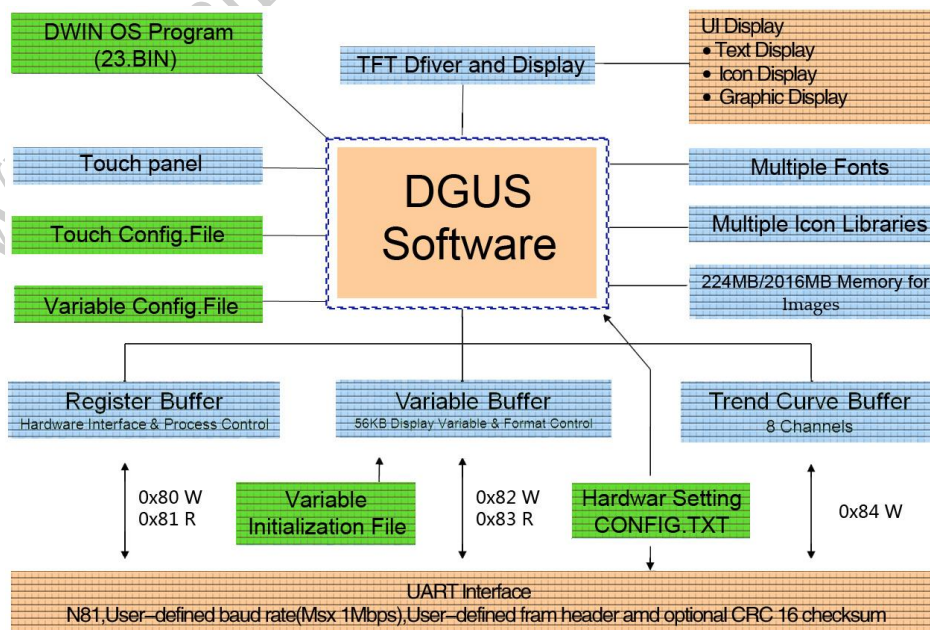 DWIN OS Program
(23.BIN)
TFT Dfiver and Display
UI Display
• Text Display
• Icon Display
• Graphic Display
Touch panel
Touch Config.File
Variable Config.File
DGUS
Software
Multiple Fonts
Multiple Icon Libraries
224MB/2016MB Memory for
Images
Register Buffer
Hardware Interface & Process Control
Variable Buffer
56KB Display Variable & Format Control
Trend Curve Buffer
8 Channels
0x80 W
0x81 R
Variable
Initialization File
0x82 W
0x83 R
Hardwar Setting
CONFIG.TXT
0x84 W
UART Interface
N81,User-defined baud rate(Msx 1Mbps),User-defined fram header amd optional CRC 16 checksum